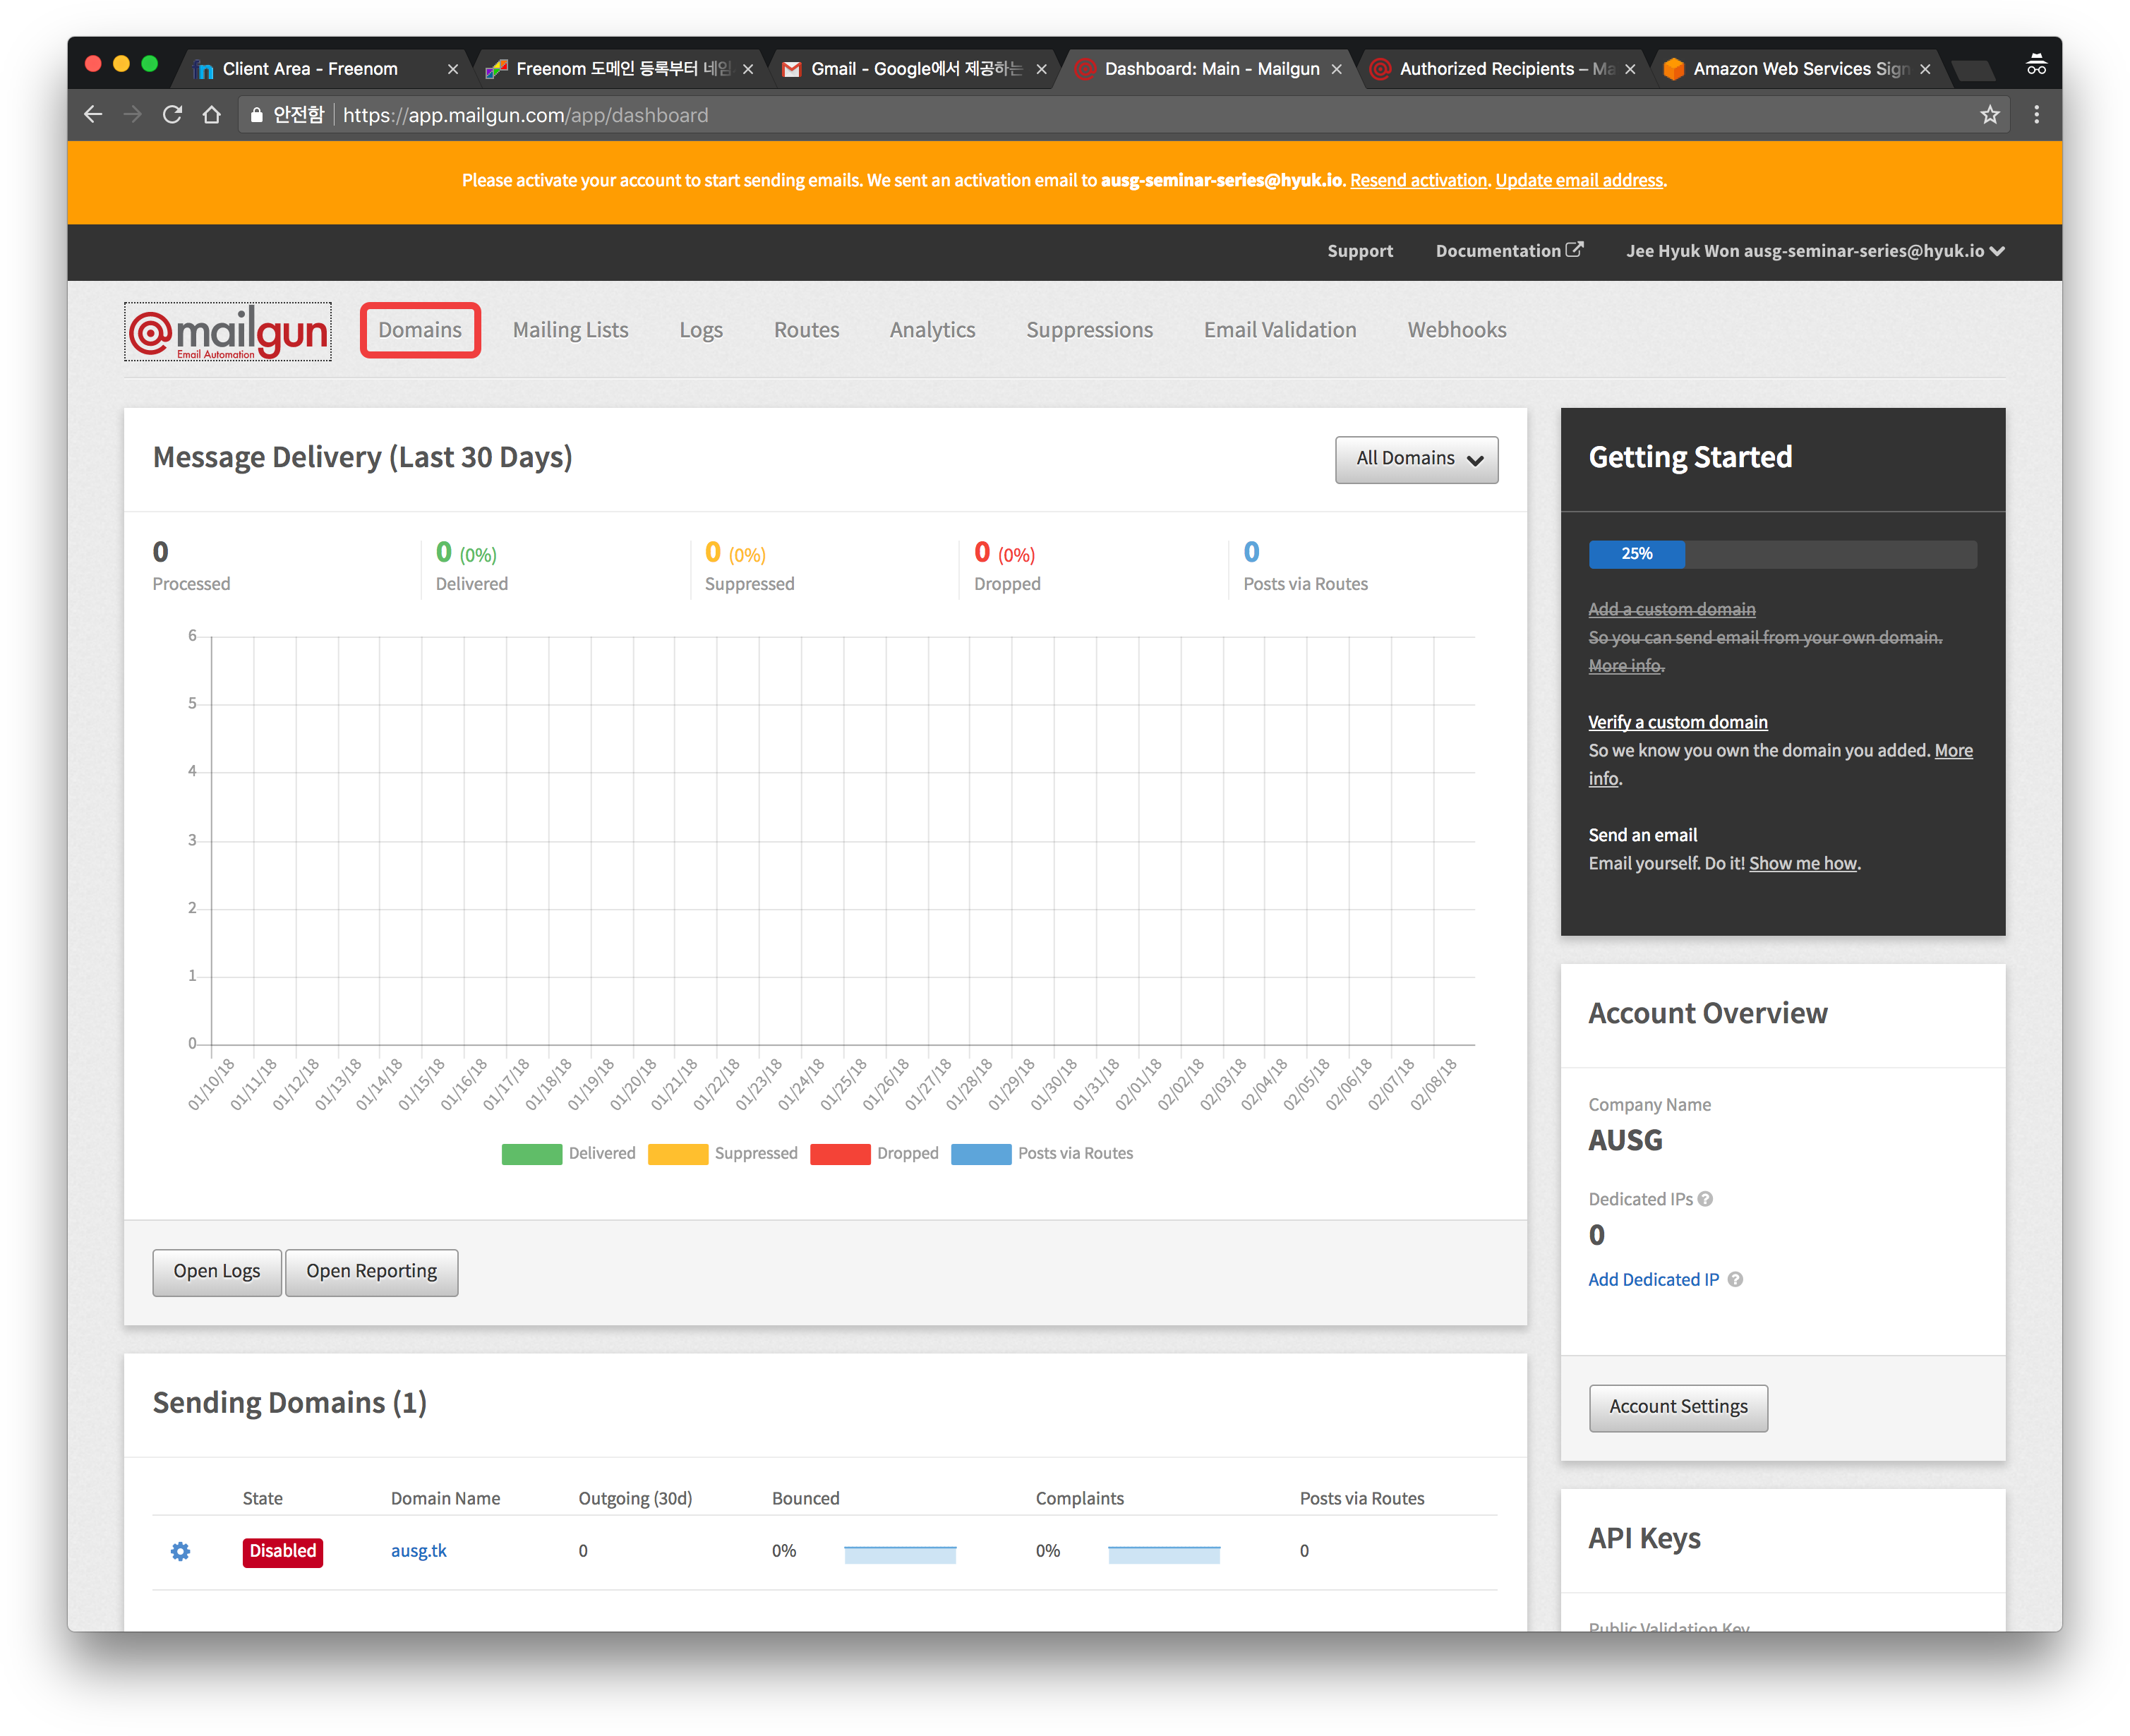 Client Area - Freenom
Freenom 도메인 등록부터 네임
Gmail - Google에서 제공하는
Dashboard: Main - Mailgun
Authorized Recipients – Ma
Amazon Web Services Sign
안전함 https://app.mailgun.com/app/dashboard
Please activate your account to start sending emails. We sent an activation email to ausg-seminar-series@hyuk.io. Resend activation. Update email address.
Support
Documentation
Jee Hyuk Won ausg-seminar-series@hyuk.io
@mailgun
Email Automation
Domains
Mailing Lists
Logs
Routes
Analytics
Suppressions
Email Validation
Webhooks
Message Delivery (Last 30 Days)
All Domains
0
Processed
0 (0%)
Delivered
0 (0%)
Suppressed
0 (0%)
Dropped
0
Posts via Routes
6
5
4
3
2
1
0
01/10/18
01/11/18
01/12/18
01/13/18
01/14/18
01/15/18
01/16/18
01/17/18
01/18/18
01/19/18
01/20/18
01/21/18
01/22/18
01/23/18
01/24/18
01/25/18
01/26/18
01/27/18
01/28/18
01/29/18
01/30/18
01/31/18
02/01/18
02/02/18
02/03/18
02/04/18
02/05/18
02/06/18
02/07/18
02/08/18
Delivered
Suppressed
Dropped
Posts via Routes
Open Logs
Open Reporting
Sending Domains (1)
State Domain Name Outgoing (30d) Bounced Complaints Posts via Routes
Disabled ausg.tk 0 0% 0% 0
Getting Started
25%
Add a custom domain
So you can send email from your own domain.
More info.
Verify a custom domain
So we know you own the domain you added. More
info.
Send an email
Email yourself. Do it! Show me how.
Account Overview
Company Name
AUSG
Dedicated IPs
0
Add Dedicated IP
Account Settings
API Keys
Public Validation Key